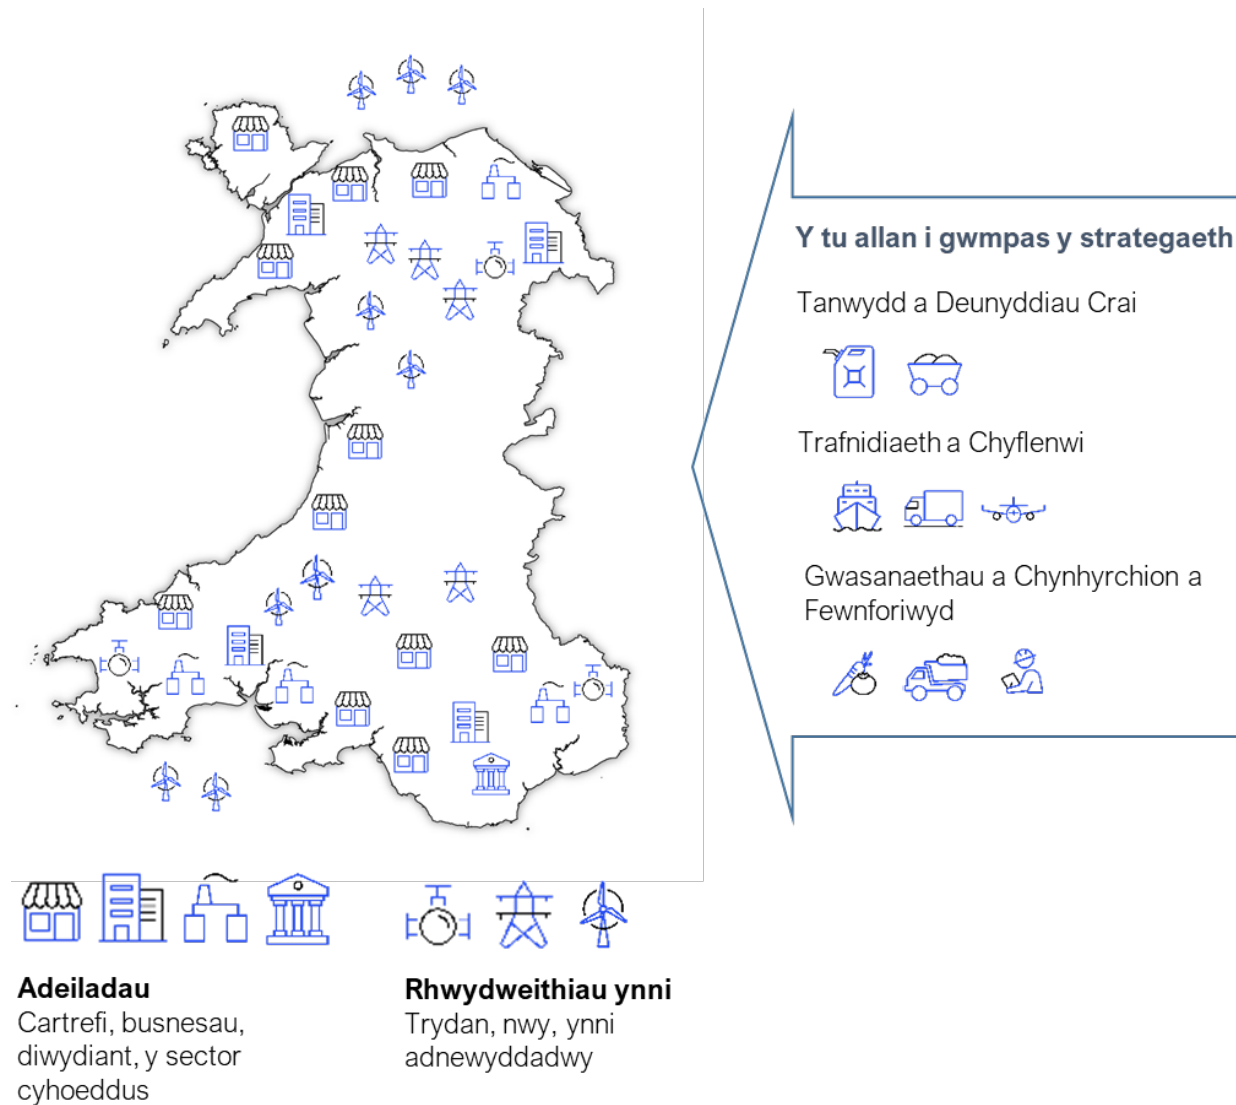 Y tu allan i gwmpas y strategaeth
Tanwydd a Deunyddiau Crai
Trafnidiaeth a Chyflenwi
Gwasanaethau a Chynhyrchion a
Fewnforiwyd
Adeiladau
Cartrefi, busnesau,
diwydiant, y sector
cyhoeddus
Rhwydweithiau ynni
Trydan, nwy, ynni
adnewyddadwy